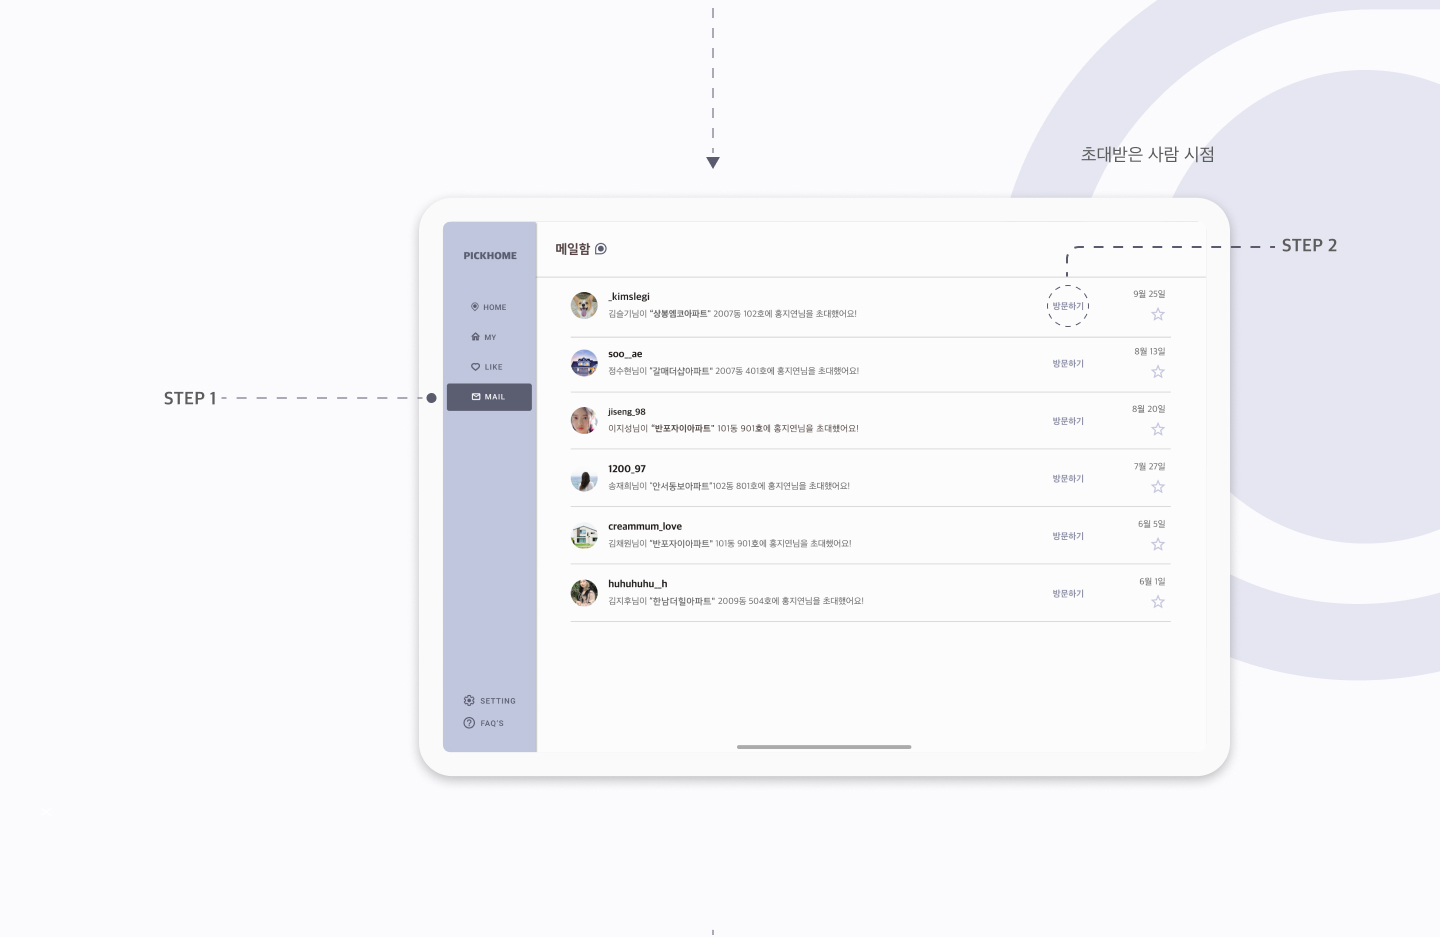 초대받은 사람 시점
PICKHOME
메일함
STEP 2
HOME
MY
LIKE
STEP 1
MAIL
SETTING
FAQ'S
_kimslegi
김슬기님이 "상봉엠코아파트" 2007동 102호에 홍지연님을 초대했어요!
방문하기
9월 25일
soo__ae
정수현님이 "갈매더샵아파트" 2007동 401호에 홍지연님을 초대했어요!
방문하기
8월 13일
jiseng_98
이지성님이 "반포자이아파트" 101동 901호에 홍지연님을 초대했어요!
방문하기
8월 20일
1200_97
송재희님이 "안서동보아파트"102동 801호에 홍지연님을 초대했어요!
방문하기
7월 27일
creammum_love
김채원님이 "반포자이아파트" 101동 901호에 홍지연님을 초대했어요!
방문하기
6월 5일
huhuhuhu__h
김지후님이 "한남더힐아파트" 2009동 504호에 홍지연님을 초대했어요!
방문하기
6월 1일